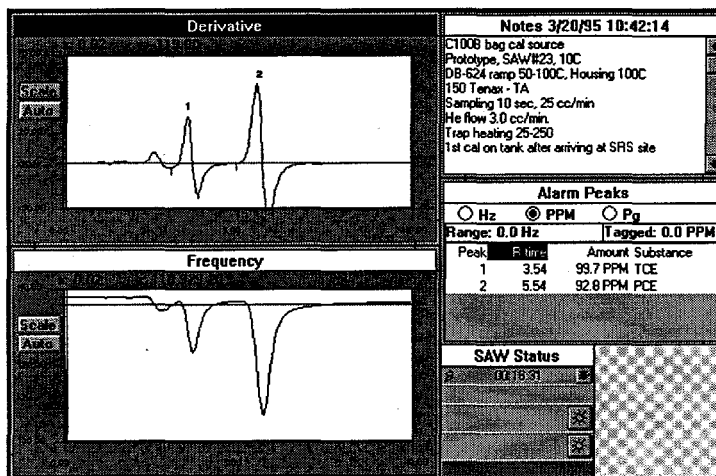 Derivative
Scale
Auto
1
2
Frequency
Scale
Auto
Notes 3/20/95 10:42:14
C100B bag cal source
Prototype, SAW#23, 10C
DB-624 ramp 50-100C, Housing 100C
150 Tenax - TA
Sampling 10 sec, 25 cc/min
He flow 3.0 cc/min.
Trap heating 25-250
1st cal on tank after arriving at SRS site
Alarm Peaks
Hz PPM Pg
Range: 0.0 Hz Tagged: 0.0 PPM
Peak R time Amount Substance
1 3.54 99.7 PPM TCE
2 5.54 92.8 PPM PCE
SAW Status
00:16:31